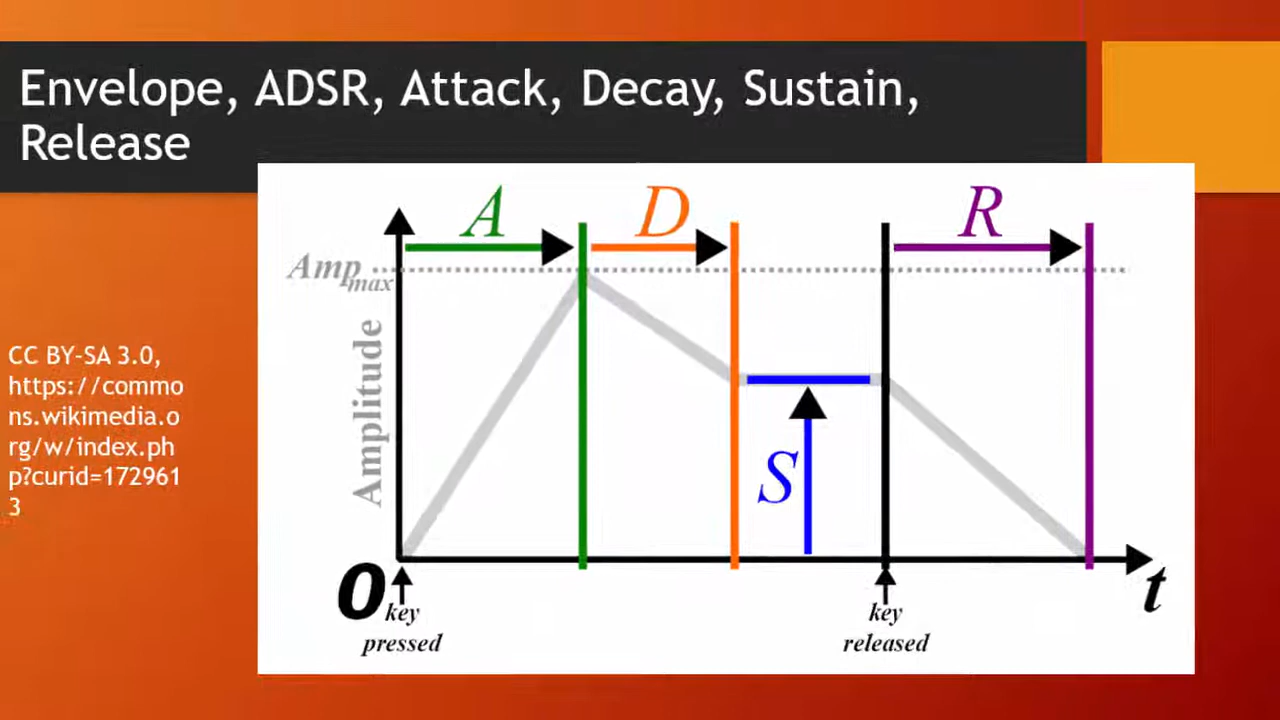 Envelope, ADSR, Attack, Decay, Sustain,
Release
A D R
Amp max
Amplitude
CC BY-SA 3.0,
https://commo
ns.wikimedia.o
rg/w/index.ph
p?curid=172961
3
S
0
t
key
pressed
key
released